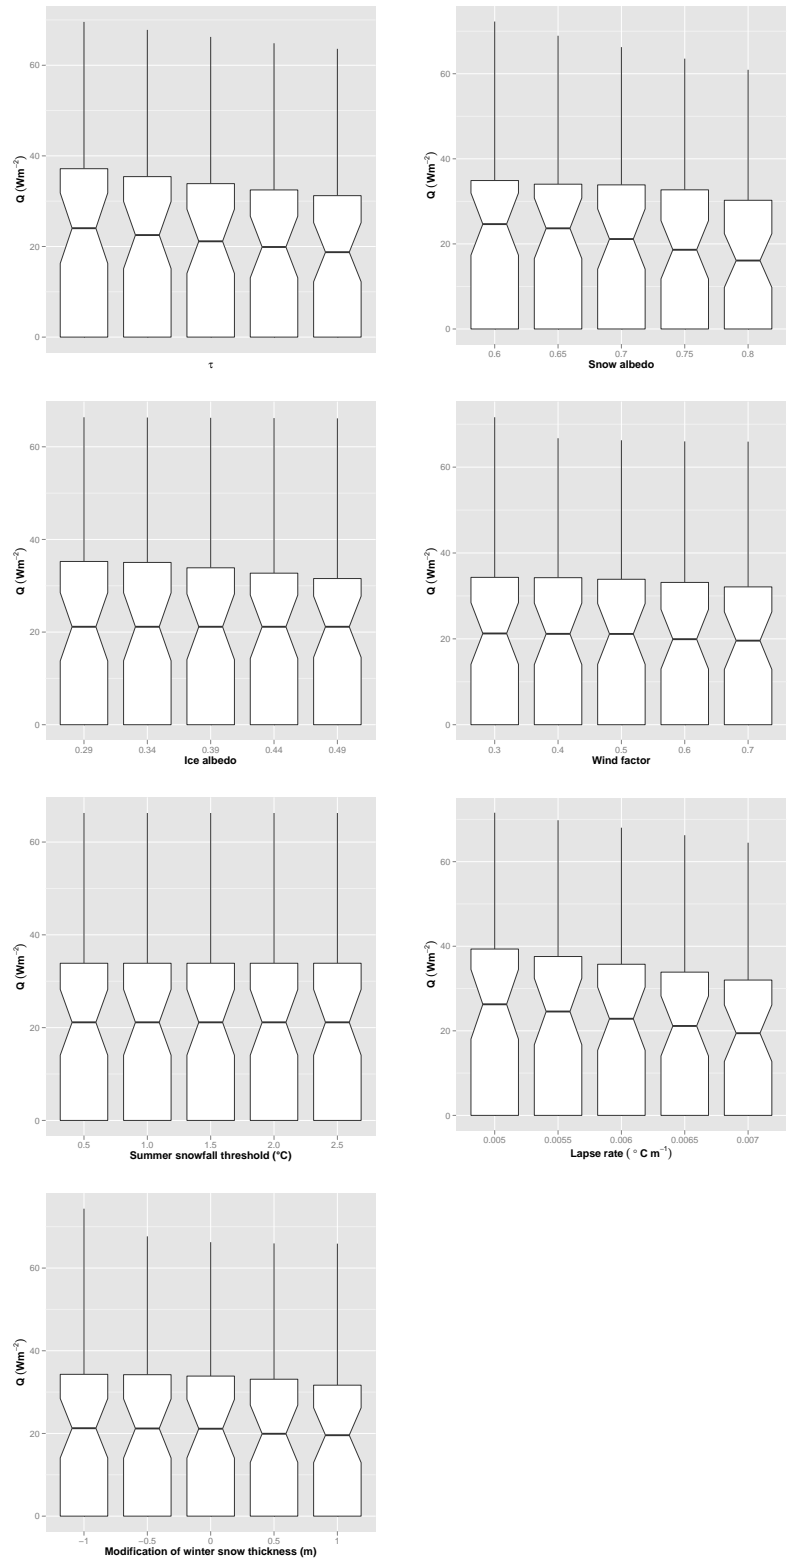 60
40
20
0
Q (Wm⁻²)
τ
60
40
20
0
Q (Wm⁻²)
0.6 0.65 0.7 0.75 0.8
Snow albedo
60
40
20
0
Q (Wm⁻²)
0.29 0.34 0.39 0.44 0.49
Ice albedo
60
40
20
0
Q (Wm⁻²)
0.3 0.4 0.5 0.6 0.7
Wind factor
60
40
20
0
Q (Wm⁻²)
0.5 1.0 1.5 2.0 2.5
Summer snowfall threshold (°C)
60
40
20
0
Q (Wm⁻²)
0.005 0.0055 0.006 0.0065 0.007
Lapse rate (° C m⁻¹)
60
40
20
0
Q (Wm⁻²)
−1 −0.5 0 0.5 1
Modification of winter snow thickness (m)